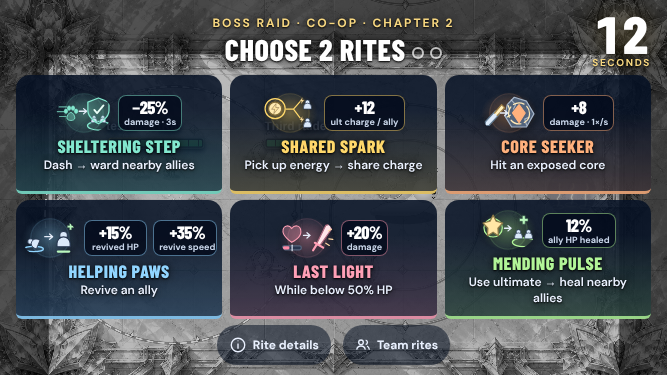 BOSS RAID · CO-OP · CHAPTER 2
CHOOSE 2 RITES
12
SECONDS
-25%
damage · 3s
SHELTERING STEP
Dash → ward nearby allies
+12
ult charge / ally
SHARED SPARK
Pick up energy → share charge
+8
damage · 1×/s
CORE SEEKER
Hit an exposed core
+15%
revived HP
+35%
revive speed
HELPING PAWS
Revive an ally
+20%
damage
LAST LIGHT
While below 50% HP
12%
ally HP healed
MENDING PULSE
Use ultimate → heal nearby
allies
Rite details
Team rites